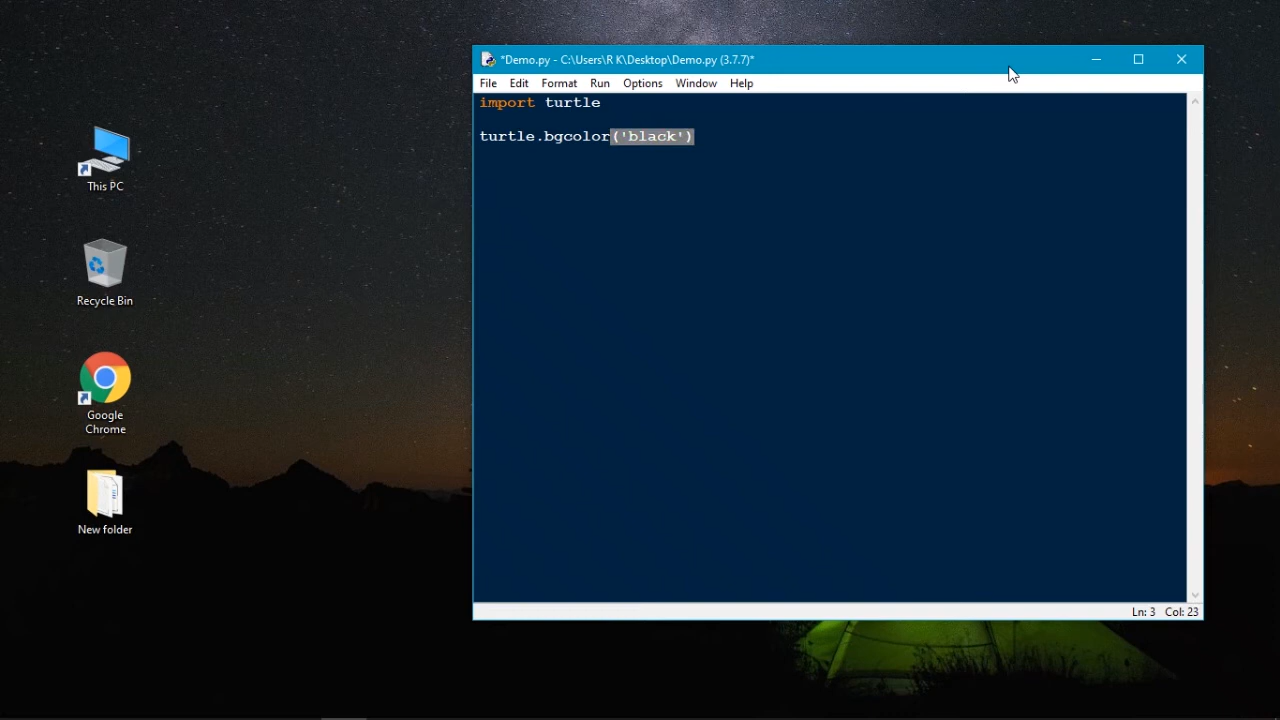 *Demo.py - C:\Users\R K\Desktop\Demo.py (3.7.7)*
File Edit Format Run Options Window Help
import turtle
turtle.bgcolor('black')
This PC
Recycle Bin
Google
Chrome
New folder
Ln: 3 Col: 23